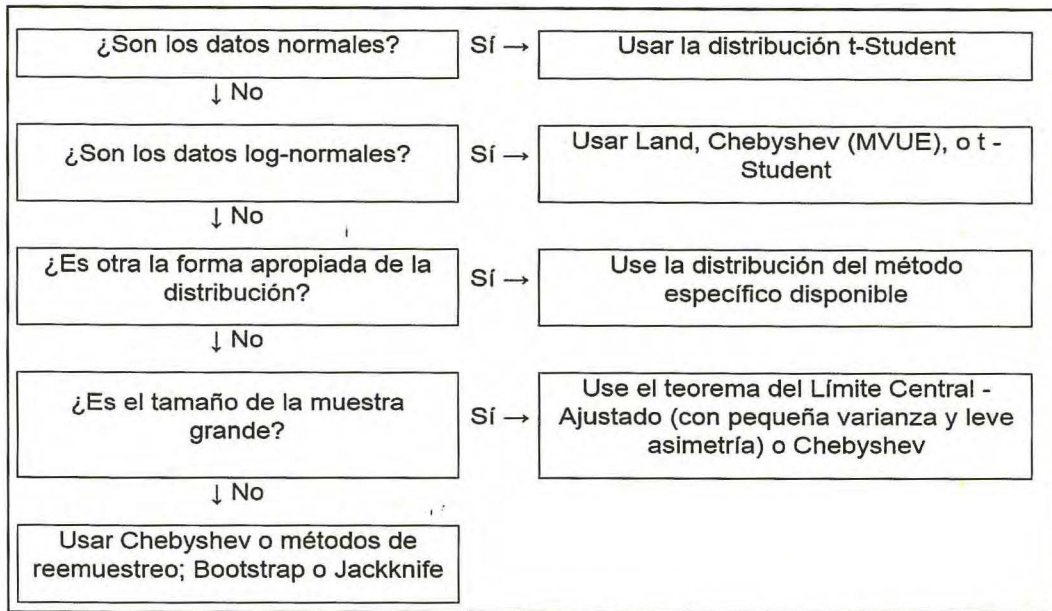 ¿Son los datos normales?
Sí →
Usar la distribución t-Student
↓ No
¿Son los datos log-normales?
Sí →
Usar Land, Chebyshev (MVUE), o t -
Student
↓ No
¿Es otra la forma apropiada de la
distribución?
Sí →
Use la distribución del método
específico disponible
↓ No
¿Es el tamaño de la muestra
grande?
Sí →
Use el teorema del Límite Central -
Ajustado (con pequeña varianza y leve
asimetría) o Chebyshev
↓ No
Usar Chebyshev o métodos de
reemuestreo; Bootstrap o Jackknife